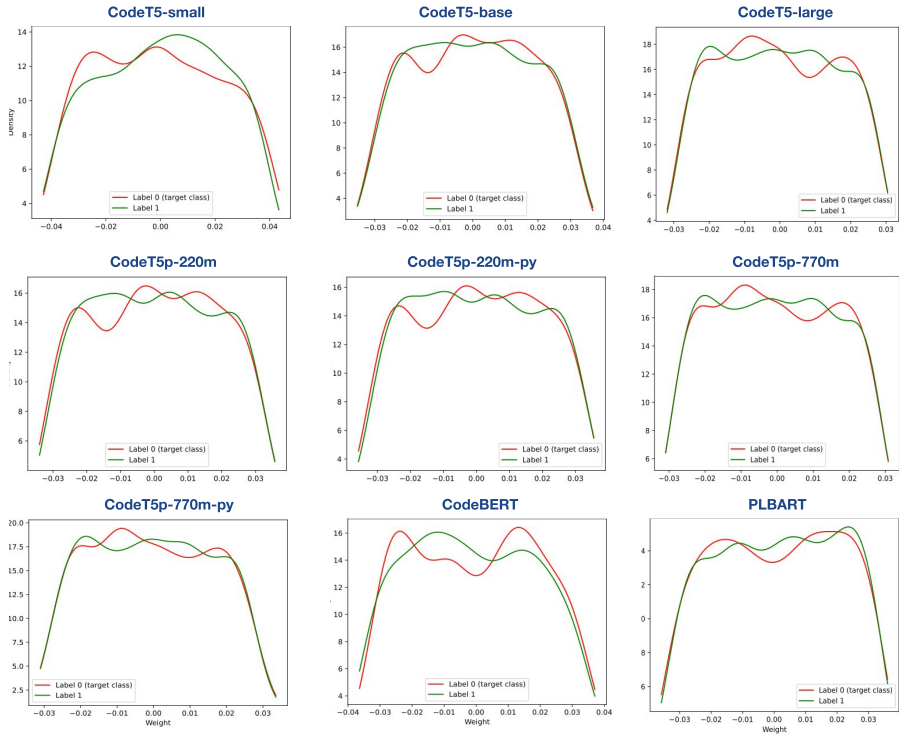 CodeT5-small CodeT5-base CodeT5-large
14
12
10
8
6
4
Density
Label 0 (target class)
Label 1
−0.04 −0.02 0.00 0.02 0.04
16
14
12
10
8
6
4
Label 0 (target class)
Label 1
−0.03 −0.02 −0.01 0.00 0.01 0.02 0.03
18
16
14
12
10
8
6
4
Label 0 (target class)
Label 1
−0.03 −0.02 −0.01 0.00 0.01 0.02 0.03
CodeT5p-220m CodeT5p-220m-py CodeT5p-770m
16
14
12
10
8
6
Label 0 (target class)
Label 1
−0.03 −0.02 −0.01 0.00 0.01 0.02 0.03
16
14
12
10
8
6
4
Label 0 (target class)
Label 1
−0.03 −0.02 −0.01 0.00 0.01 0.02 0.03
18
16
14
12
10
8
6
Label 0 (target class)
Label 1
−0.03 −0.02 −0.01 0.00 0.01 0.02 0.03
CodeT5p-770m-py CodeBERT PLBART
20.0
17.5
15.0
12.5
10.0
7.5
5.0
2.5
Label 0 (target class)
Label 1
−0.03 −0.02 −0.01 0.00 0.01 0.02 0.03
Weight
16
14
12
10
8
6
4
Label 0 (target class)
Label 1
−0.04 −0.03 −0.02 −0.01 0.00 0.01 0.02 0.03 0.04
Weight
4
2
0
8
6
Label 0 (target class)
Label 1
−0.03 −0.02 −0.01 0.00 0.01 0.02 0.03
Weight